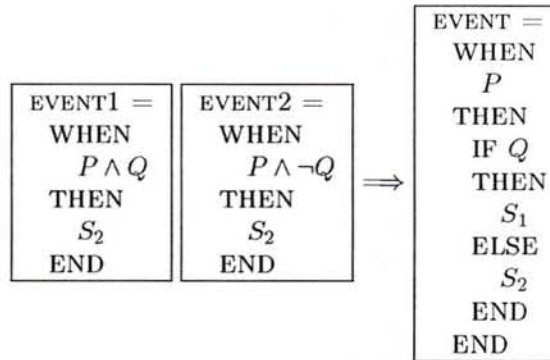 EVENT1 =
WHEN
P ∧ Q
THEN
S₂
END
EVENT2 =
WHEN
P ∧ ¬Q
THEN
S₂
END
⟹
EVENT =
WHEN
P
THEN
IF Q
THEN
S₁
ELSE
S₂
END
END